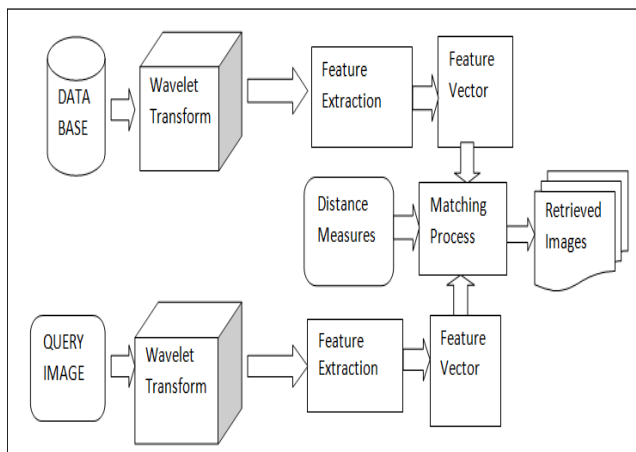 DATA
BASE
Wavelet
Transform
Feature
Extraction
Feature
Vector
Distance
Measures
Matching
Process
Retrieved
Images
QUERY
IMAGE
Wavelet
Transform
Feature
Extraction
Feature
Vector